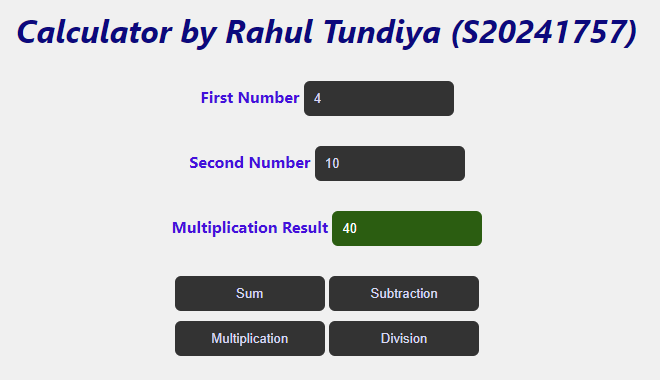 Calculator by Rahul Tundiya (S20241757)
First Number 4
Second Number 10
Multiplication Result 40
Sum Subtraction
Multiplication Division